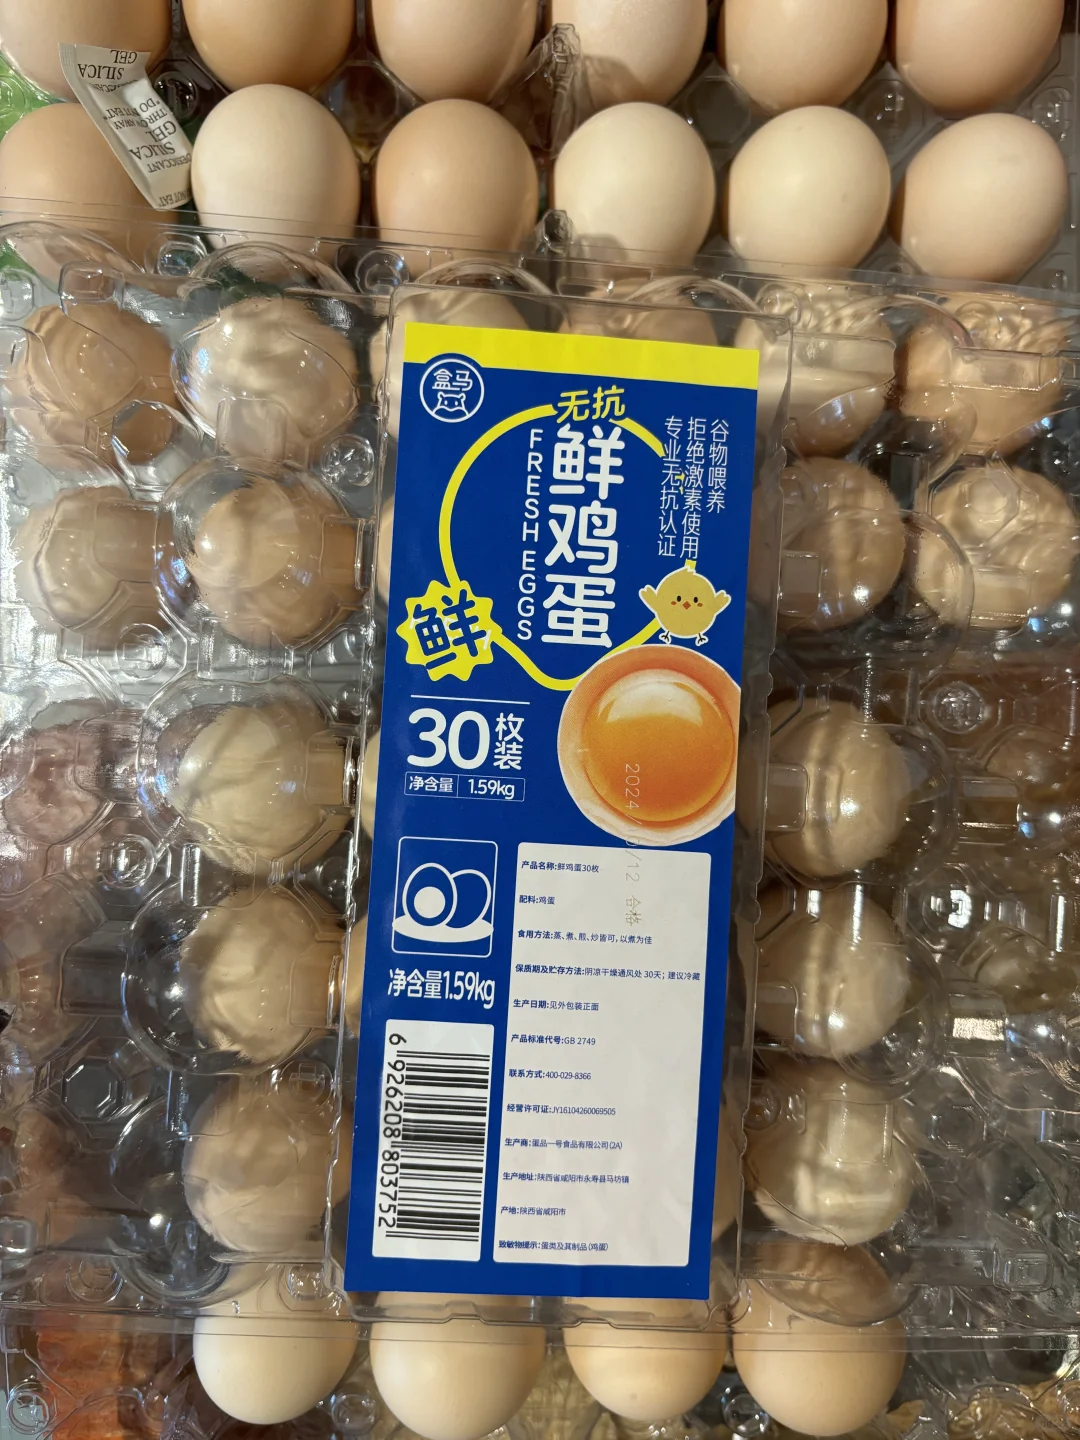 SILICA
GEL
SILICA
GEL
DESICCANT
盒马
无抗
鲜鸡蛋
FRESH EGGS
谷物喂养
拒绝激素使用
专业无抗认证
鲜
30枚装
净含量 1.59kg
2024/10/12 合格
净含量1.59kg
6 926208 803752
产品名称:鲜鸡蛋30枚
配料:鸡蛋
食用方法:蒸、煮、煎、炒皆可,以煮为佳
保质期及贮存方法:阴凉干燥通风处 30天; 建议冷藏
生产日期:见外包装正面
产品标准代号:GB 2749
联系方式:400-029-8366
经营许可证:JY16104260069505
生产商:蛋品一号食品有限公司(2A)
生产地址:陕西省咸阳市永寿县马坊镇
产地:陕西省咸阳市
致敏物提示:蛋类及其制品(鸡蛋)